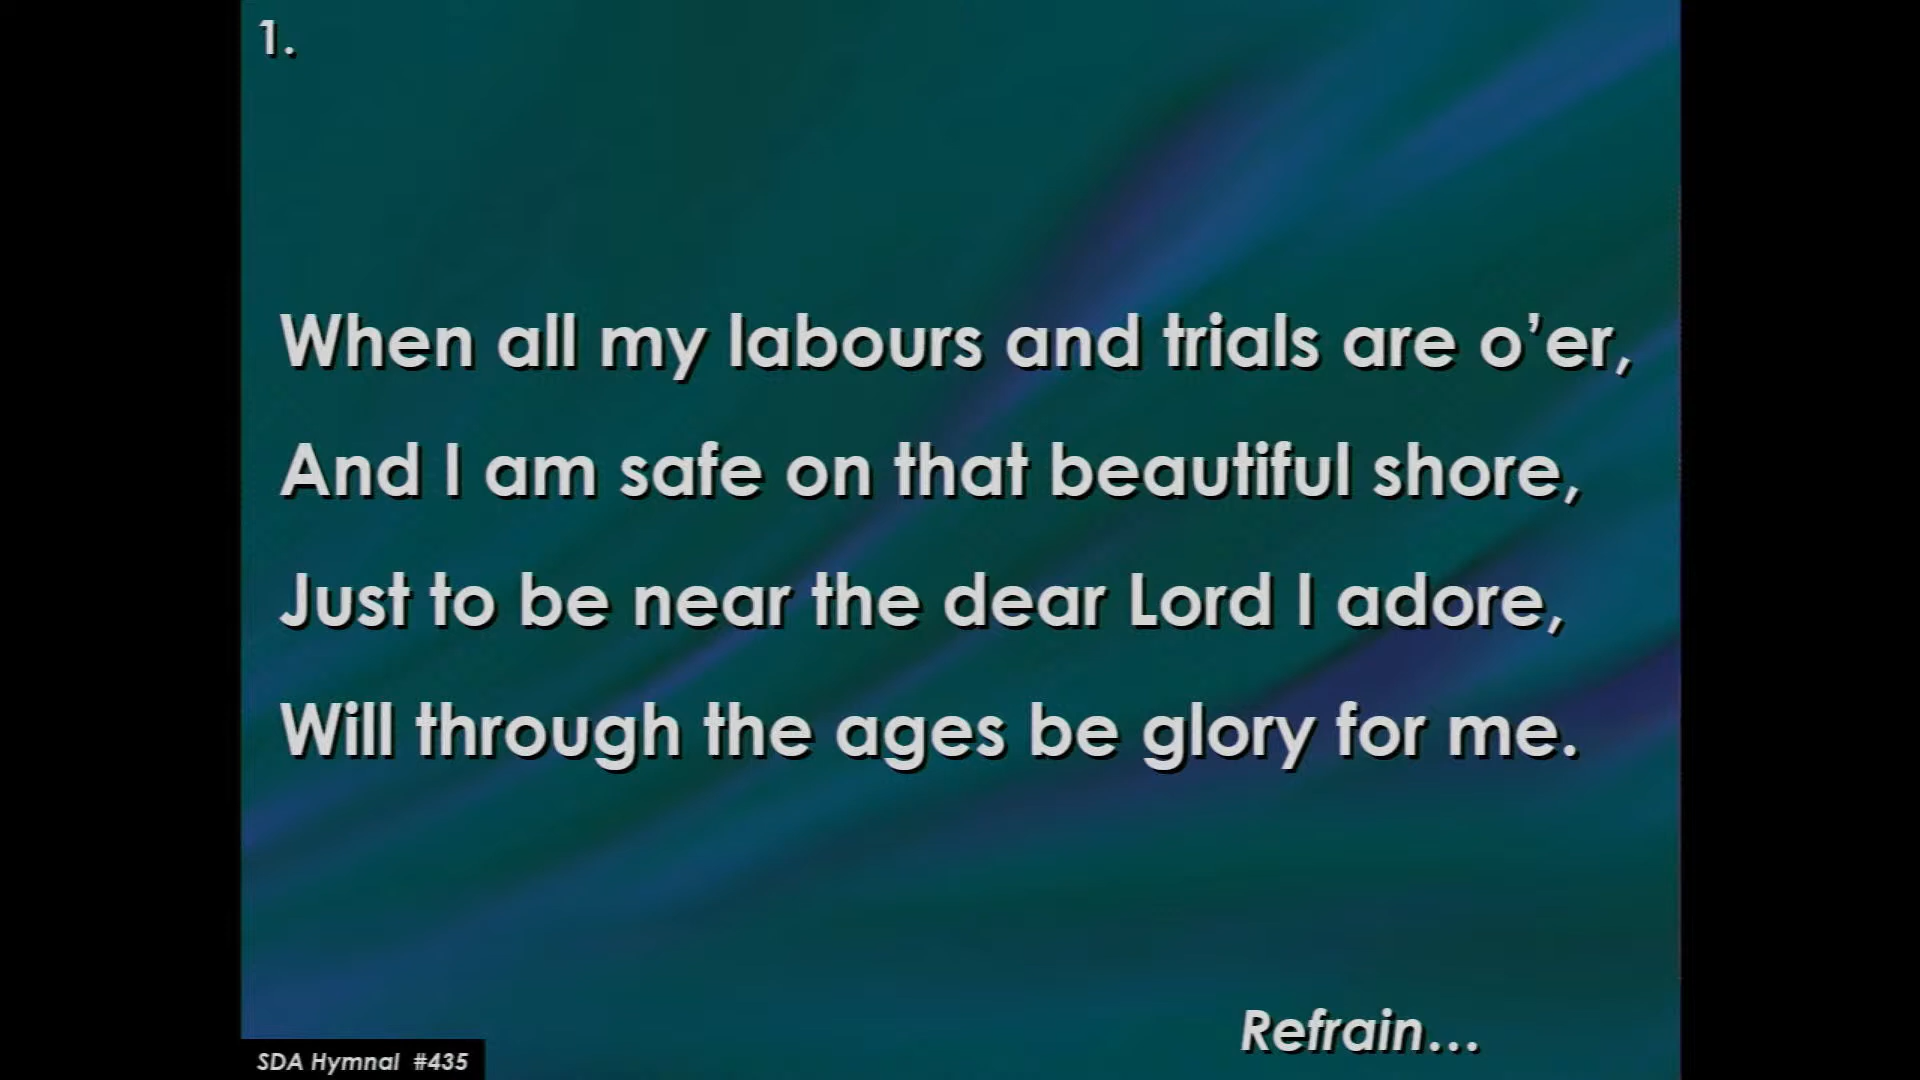 1.
When all my labours and trials are o’er,
And I am safe on that beautiful shore,
Just to be near the dear Lord I adore,
Will through the ages be glory for me.
Refrain...
SDA Hymnal #435